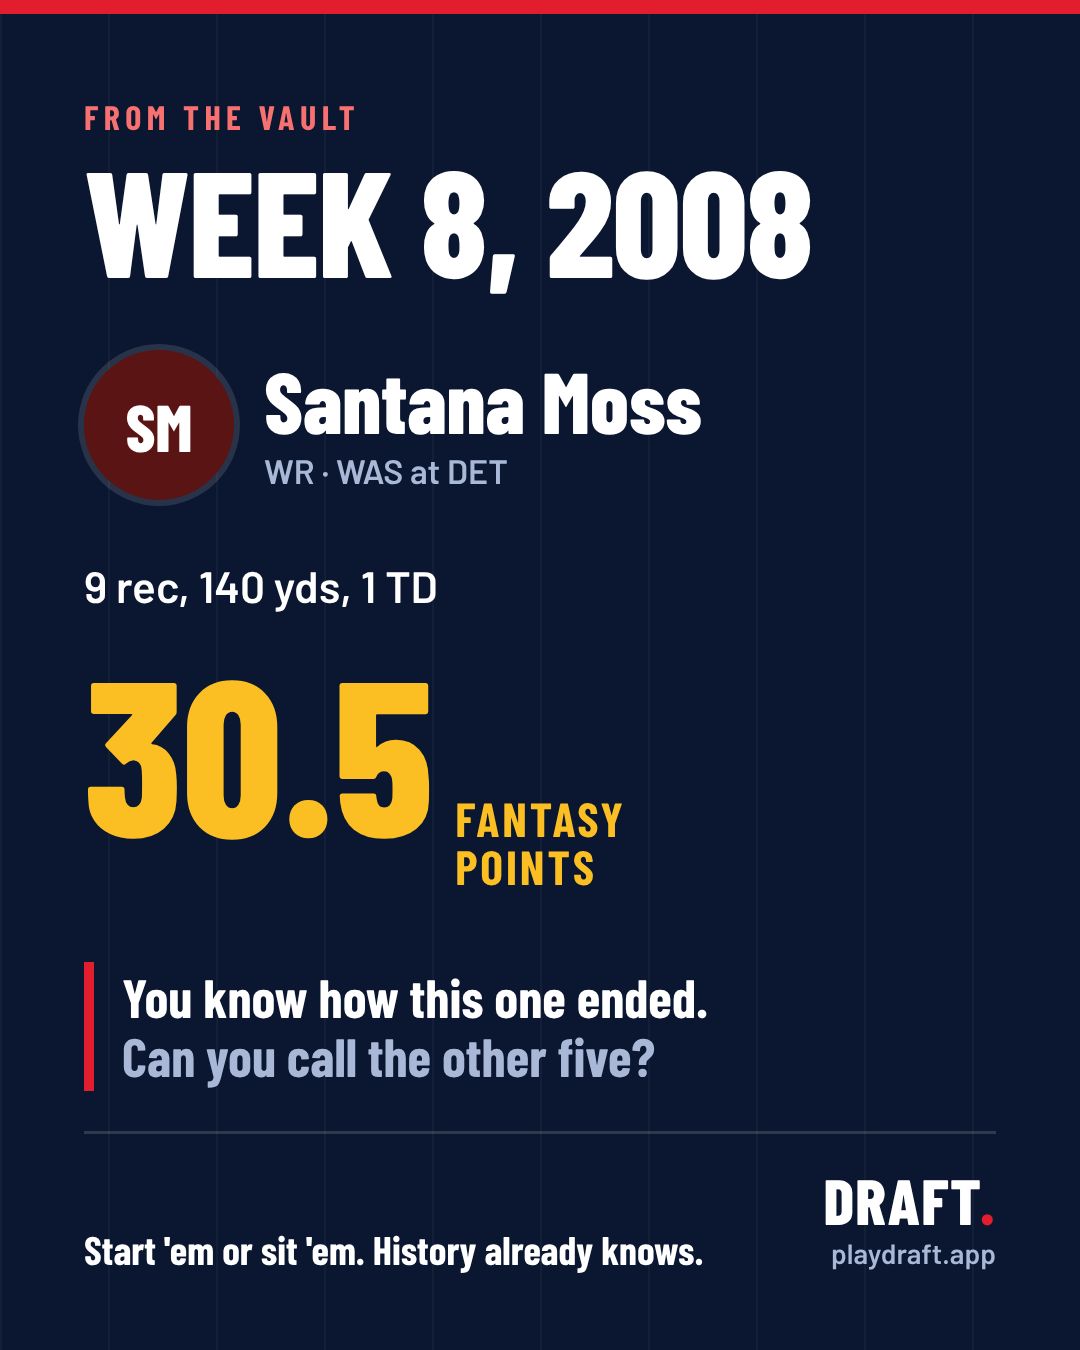 FROM THE VAULT
WEEK 8, 2008
SM
Santana Moss
WR · WAS at DET
9 rec, 140 yds, 1 TD
30.5
FANTASY
POINTS
You know how this one ended.
Can you call the other five?
DRAFT.
Start 'em or sit 'em. History already knows.
playdraft.app